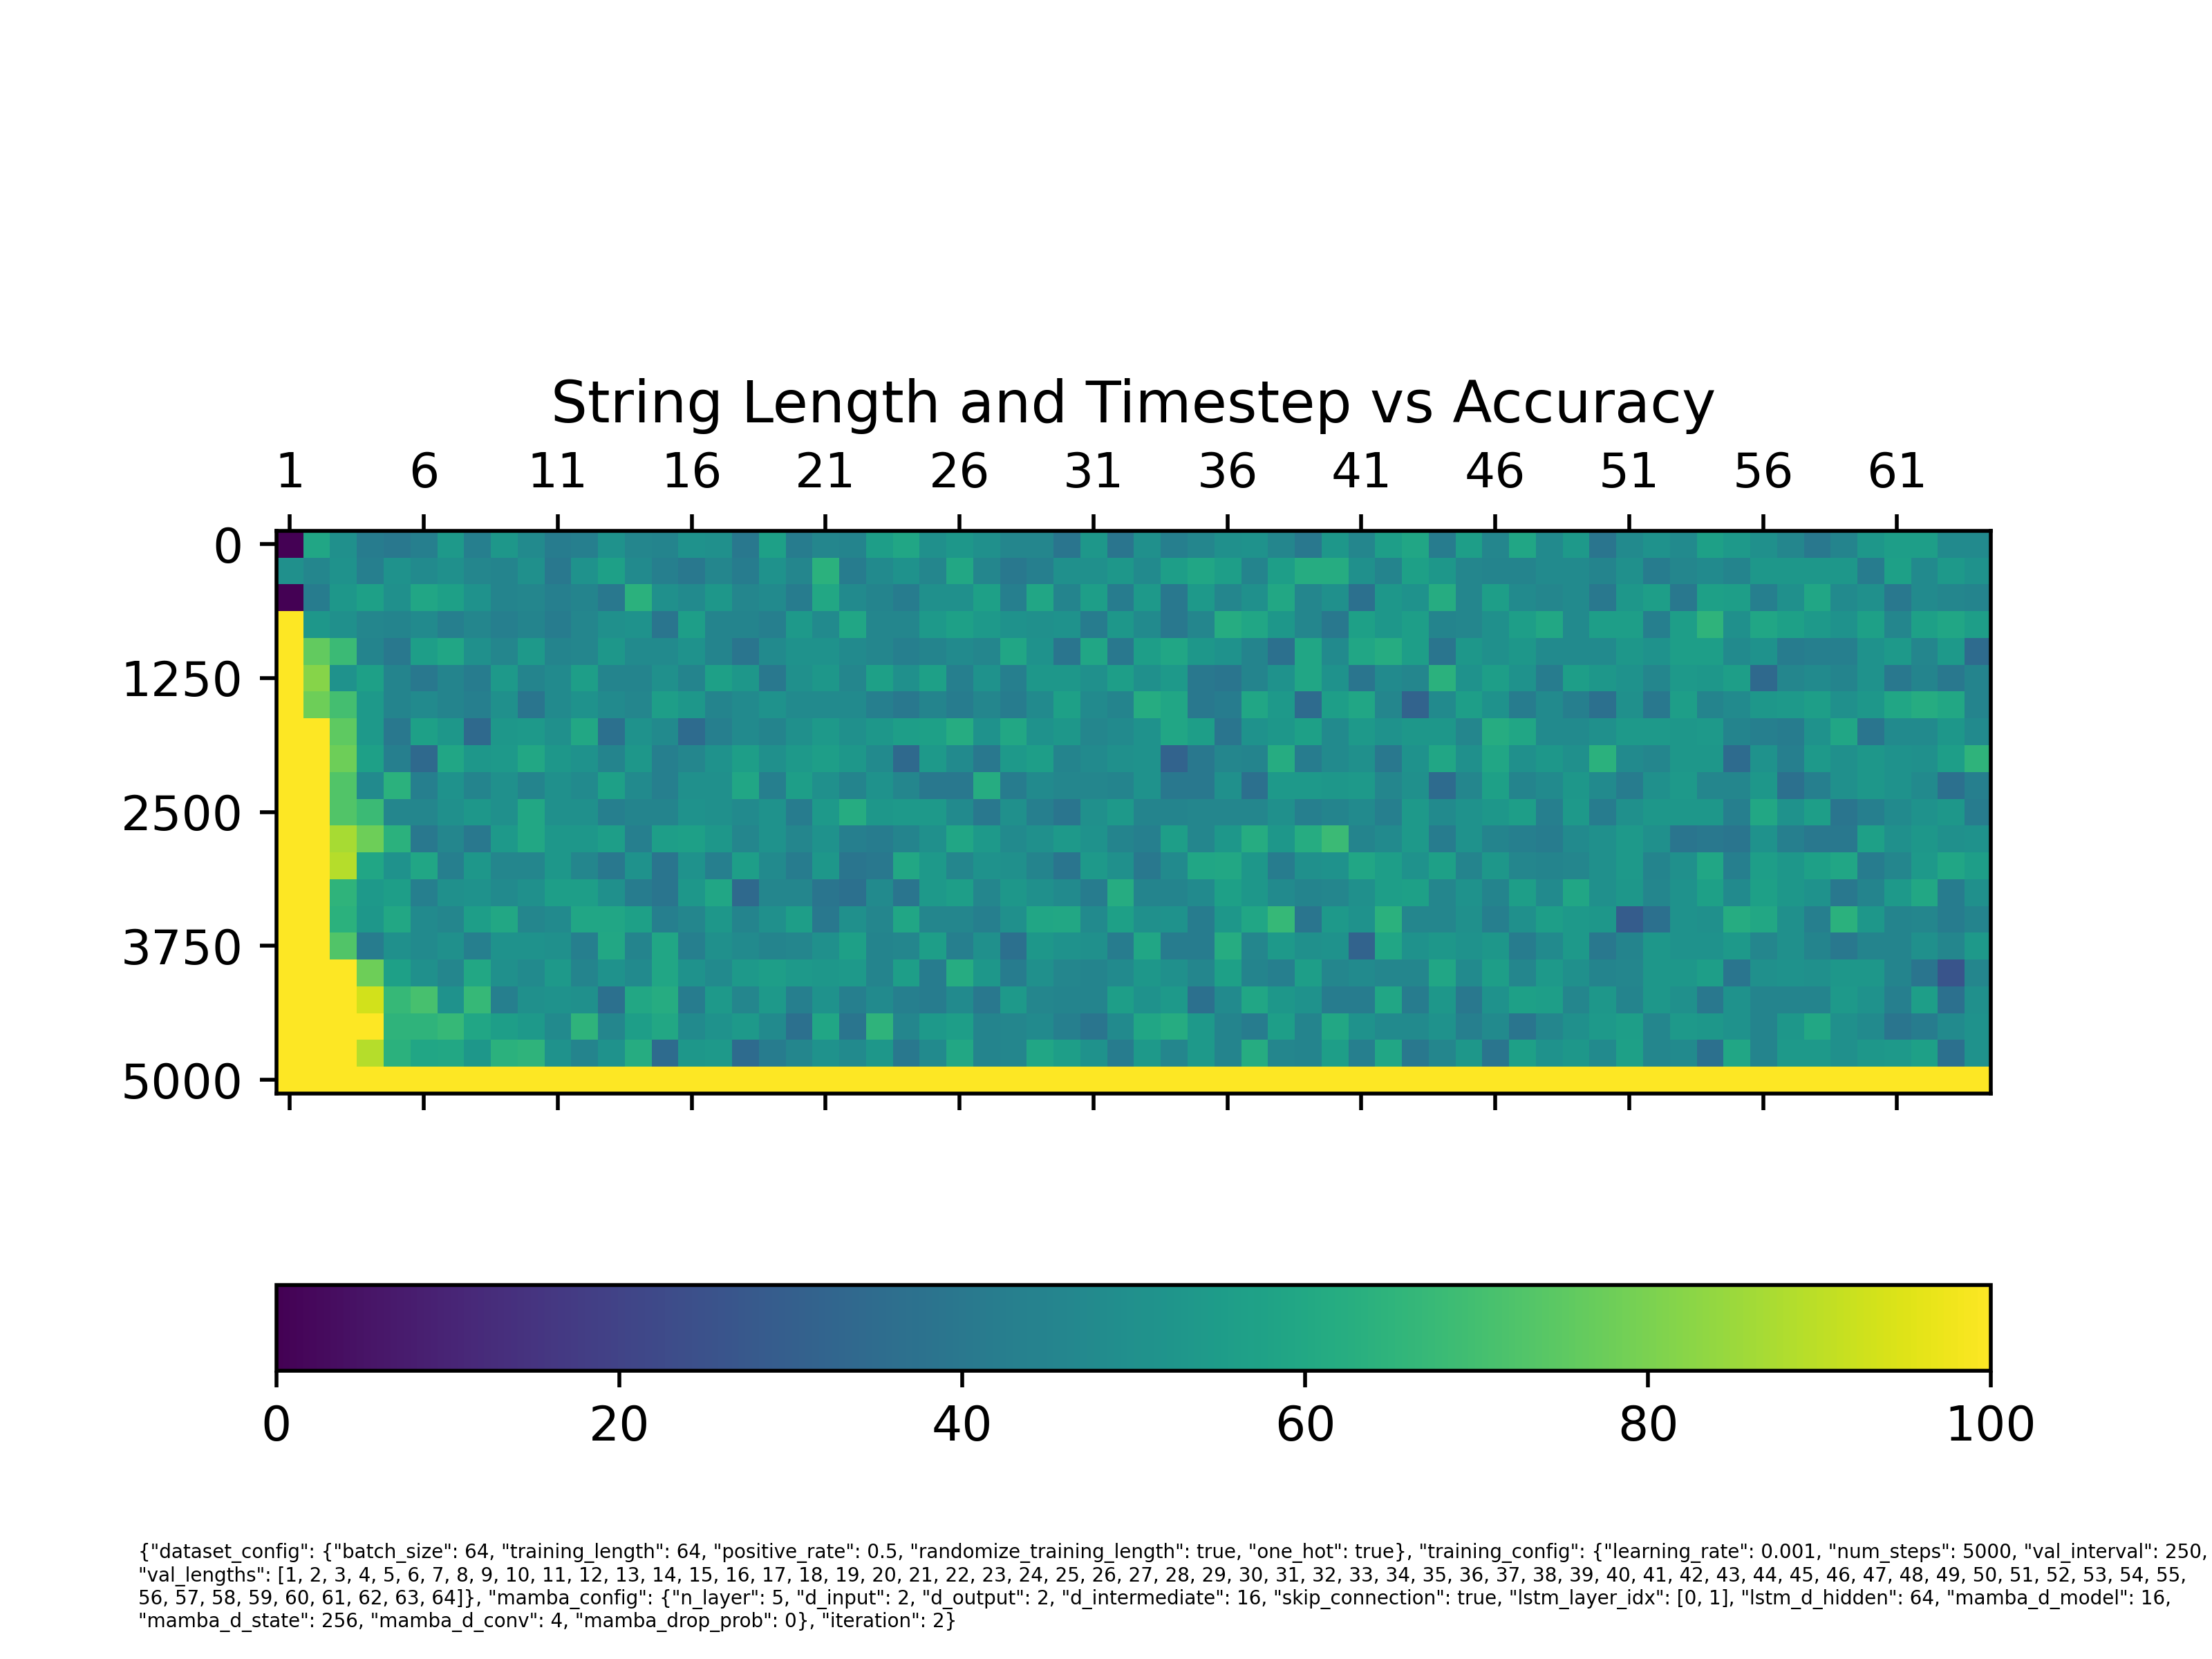 String Length and Timestep vs Accuracy
1 6 11 16 21 26 31 36 41 46 51 56 61
0
1250
2500
3750
5000
0 20 40 60 80 100
{"dataset_config": {"batch_size": 64, "training_length": 64, "positive_rate": 0.5, "randomize_training_length": true, "one_hot": true}, "training_config": {"learning_rate": 0.001, "num_steps": 5000, "val_interval": 250,
"val_lengths": [1, 2, 3, 4, 5, 6, 7, 8, 9, 10, 11, 12, 13, 14, 15, 16, 17, 18, 19, 20, 21, 22, 23, 24, 25, 26, 27, 28, 29, 30, 31, 32, 33, 34, 35, 36, 37, 38, 39, 40, 41, 42, 43, 44, 45, 46, 47, 48, 49, 50, 51, 52, 53, 54, 55,
56, 57, 58, 59, 60, 61, 62, 63, 64]}, "mamba_config": {"n_layer": 5, "d_input": 2, "d_output": 2, "d_intermediate": 16, "skip_connection": true, "lstm_layer_idx": [0, 1], "lstm_d_hidden": 64, "mamba_d_model": 16,
"mamba_d_state": 256, "mamba_d_conv": 4, "mamba_drop_prob": 0}, "iteration": 2}